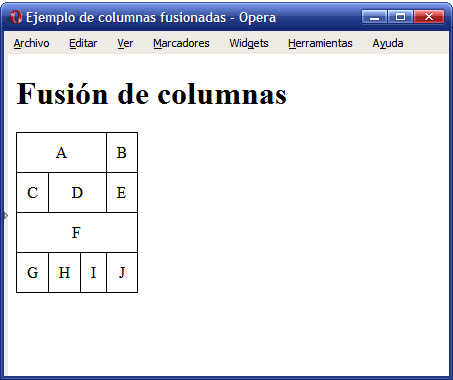 Ejemplo de columnas fusionadas - Opera
Archivo Editar Ver Marcadores Widgets Herramientas Ayuda
Fusión de columnas
A B
C D E
F
G H I J